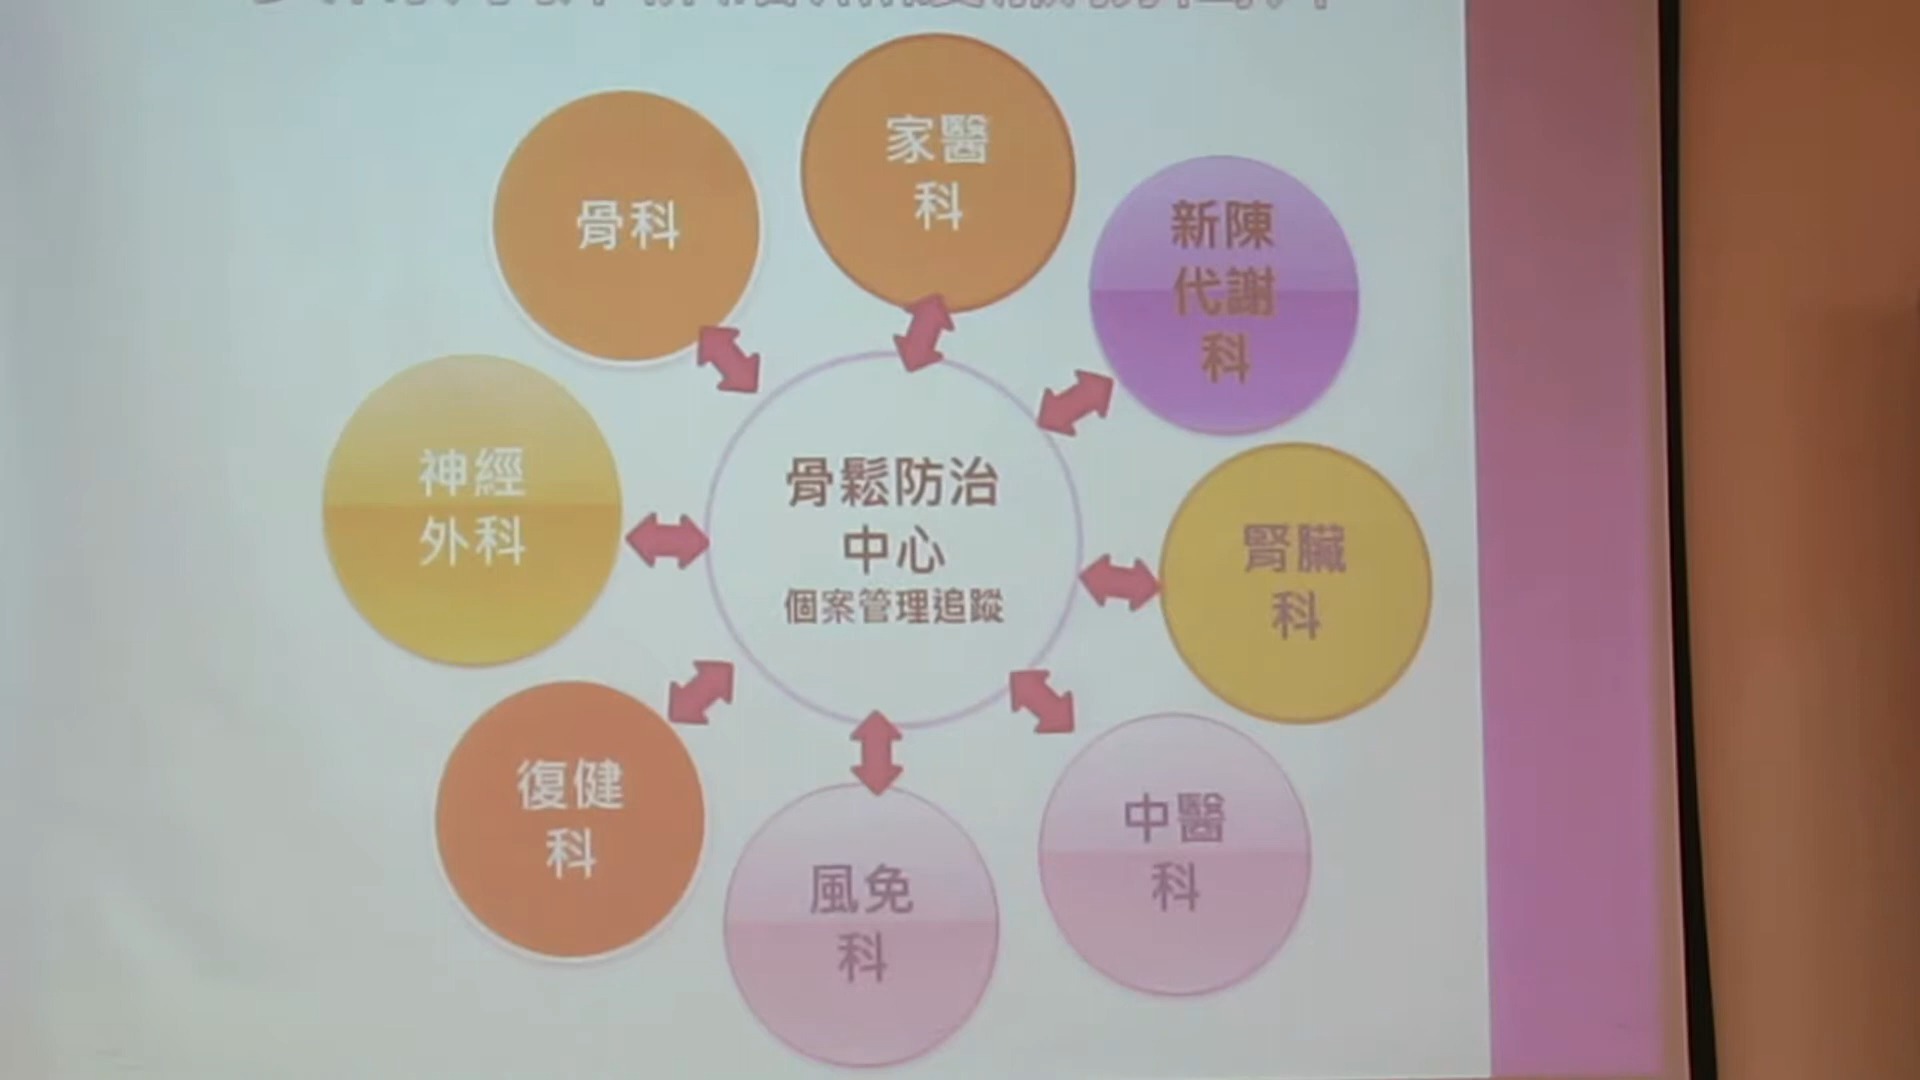 家醫
科
骨科
新陳
代謝
科
神經
外科
骨鬆防治
中心
個案管理追蹤
腎臟
科
復健
科
中醫
科
風免
科